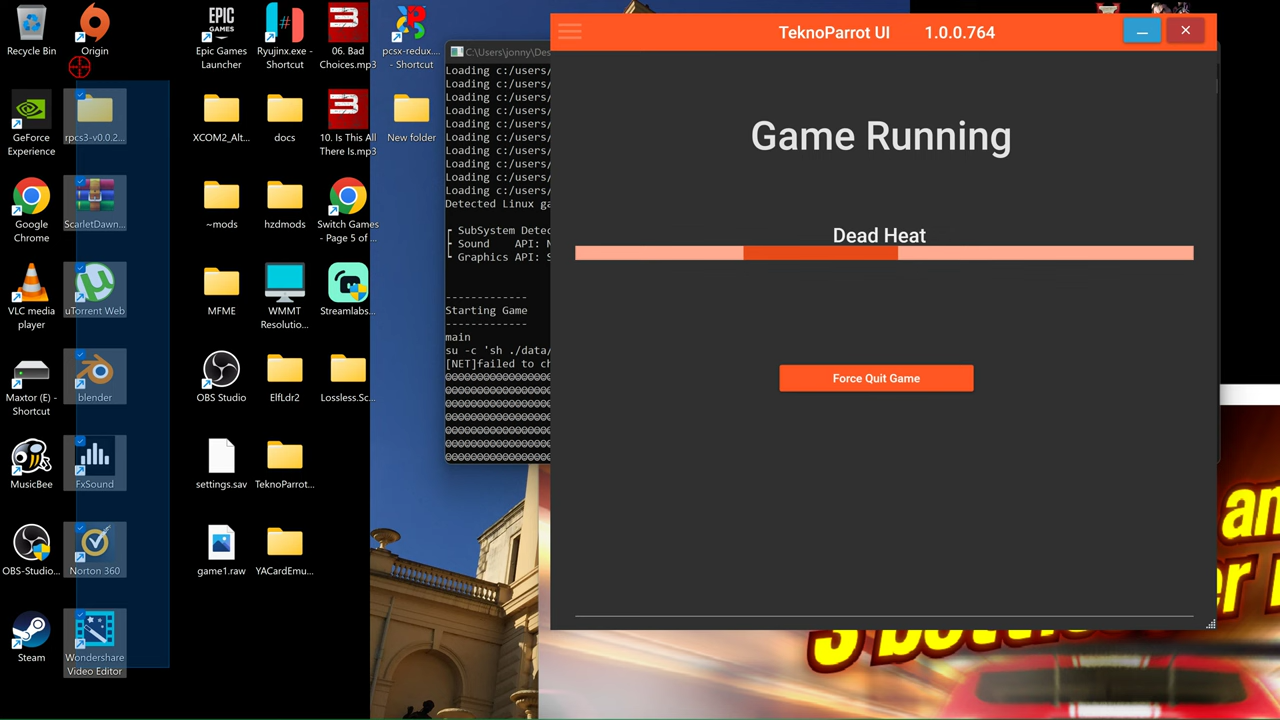 Recycle Bin
Origin
EPIC
GAMES
Epic Games
Launcher
Ryujinx.exe -
Shortcut
06. Bad
Choices.mp3
pcsx-redux....
- Shortcut
GeForce
Experience
rpcs3-v0.0.2...
XCOM2_Alt...
docs
10. Is This All
There Is.mp3
New folder
Google
Chrome
ScarletDawn...
~mods
hzdmods
Switch Games
- Page 5 of ...
VLC media
player
uTorrent Web
MFME
WMMT
Resolutio...
Streamlabs...
Maxtor (E) -
Shortcut
blender
OBS Studio
ElfLdr2
Lossless.Sc...
MusicBee
FxSound
settings.sav
TeknoParrot...
OBS-Studio...
Norton 360
game1.raw
YACardEmu...
Steam
Wondershare
Video Editor
C:\Users\jonny\Des
Loading c:/users/
Loading c:/users/
Loading c:/users/
Loading c:/users/
Loading c:/users/
Loading c:/users/
Loading c:/users/
Loading c:/users/
Loading c:/users/
Loading c:/users/
Detected Linux ga
SubSystem Detec
Sound API: N
Graphics API: S
-------------
Starting Game
-------------
main
su -c 'sh ./data/
[NET]failed to ch
@@@@@@@@@@@@@@@@@
@@@@@@@@@@@@@@@@@
@@@@@@@@@@@@@@@@@
@@@@@@@@@@@@@@@@@
@@@@@@@@@@@@@@@@@
@@@@@@@@@@@@@@@@@
@@@@@@@@@@@@@@@@@
TeknoParrot UI 1.0.0.764
Game Running
Dead Heat
Force Quit Game
an